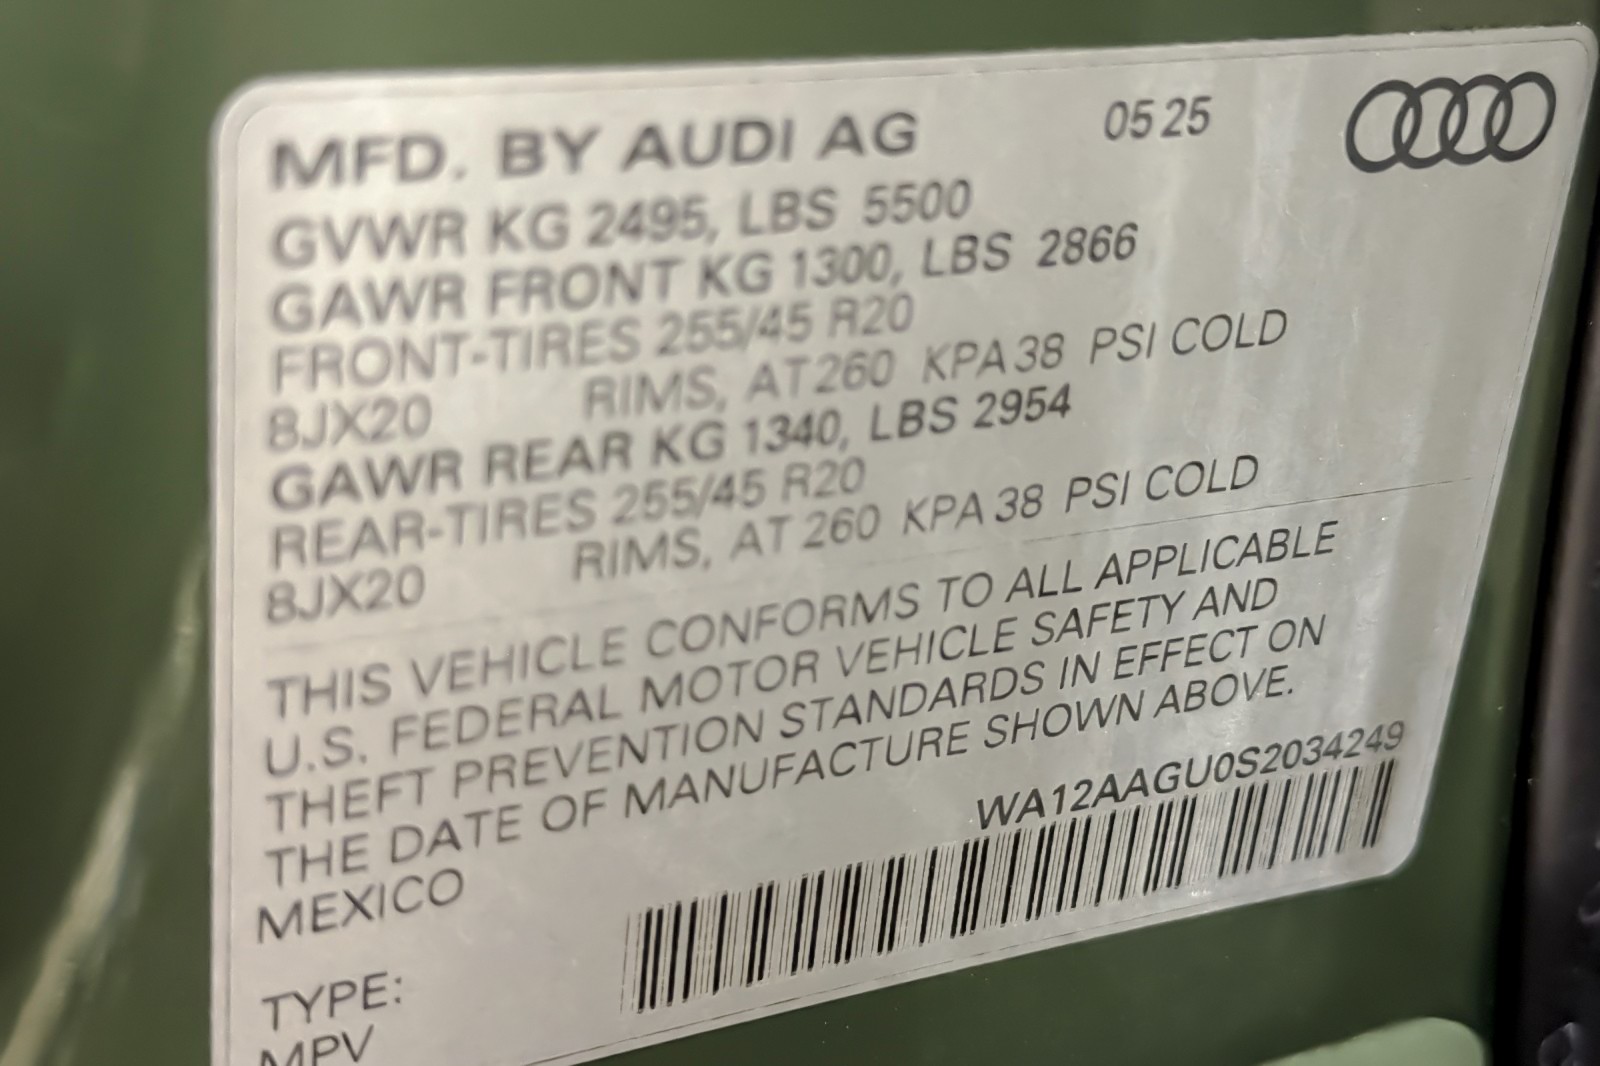 MFD. BY AUDI AG 05 25
GVWR KG 2495, LBS 5500
GAWR FRONT KG 1300, LBS 2866
FRONT-TIRES 255/45 R20
8JX20 RIMS, AT 260 KPA 38 PSI COLD
GAWR REAR KG 1340, LBS 2954
REAR-TIRES 255/45 R20
8JX20 RIMS, AT 260 KPA 38 PSI COLD
THIS VEHICLE CONFORMS TO ALL APPLICABLE
U.S. FEDERAL MOTOR VEHICLE SAFETY AND
THEFT PREVENTION STANDARDS IN EFFECT ON
THE DATE OF MANUFACTURE SHOWN ABOVE.
MEXICO
WA12AAGU0S2034249
TYPE:
MPV